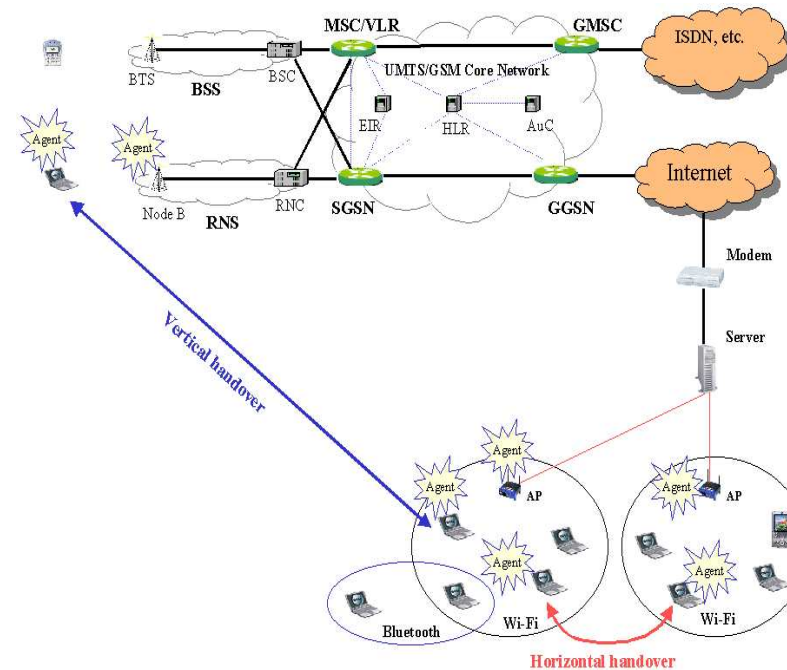 MSC/VLR
GMSC
ISDN, etc.
BTS
BSS
BSC
UMTS/GSM Core Network
EIR
HLR
AuC
Agent
Agent
Node B
RNS
RNC
SGSN
GGSN
Internet
Modem
Vertical handover
Server
Agent
AP
Agent
Agent
AP
Agent
Agent
Bluetooth
Wi-Fi
Wi-Fi
Horizontal handover